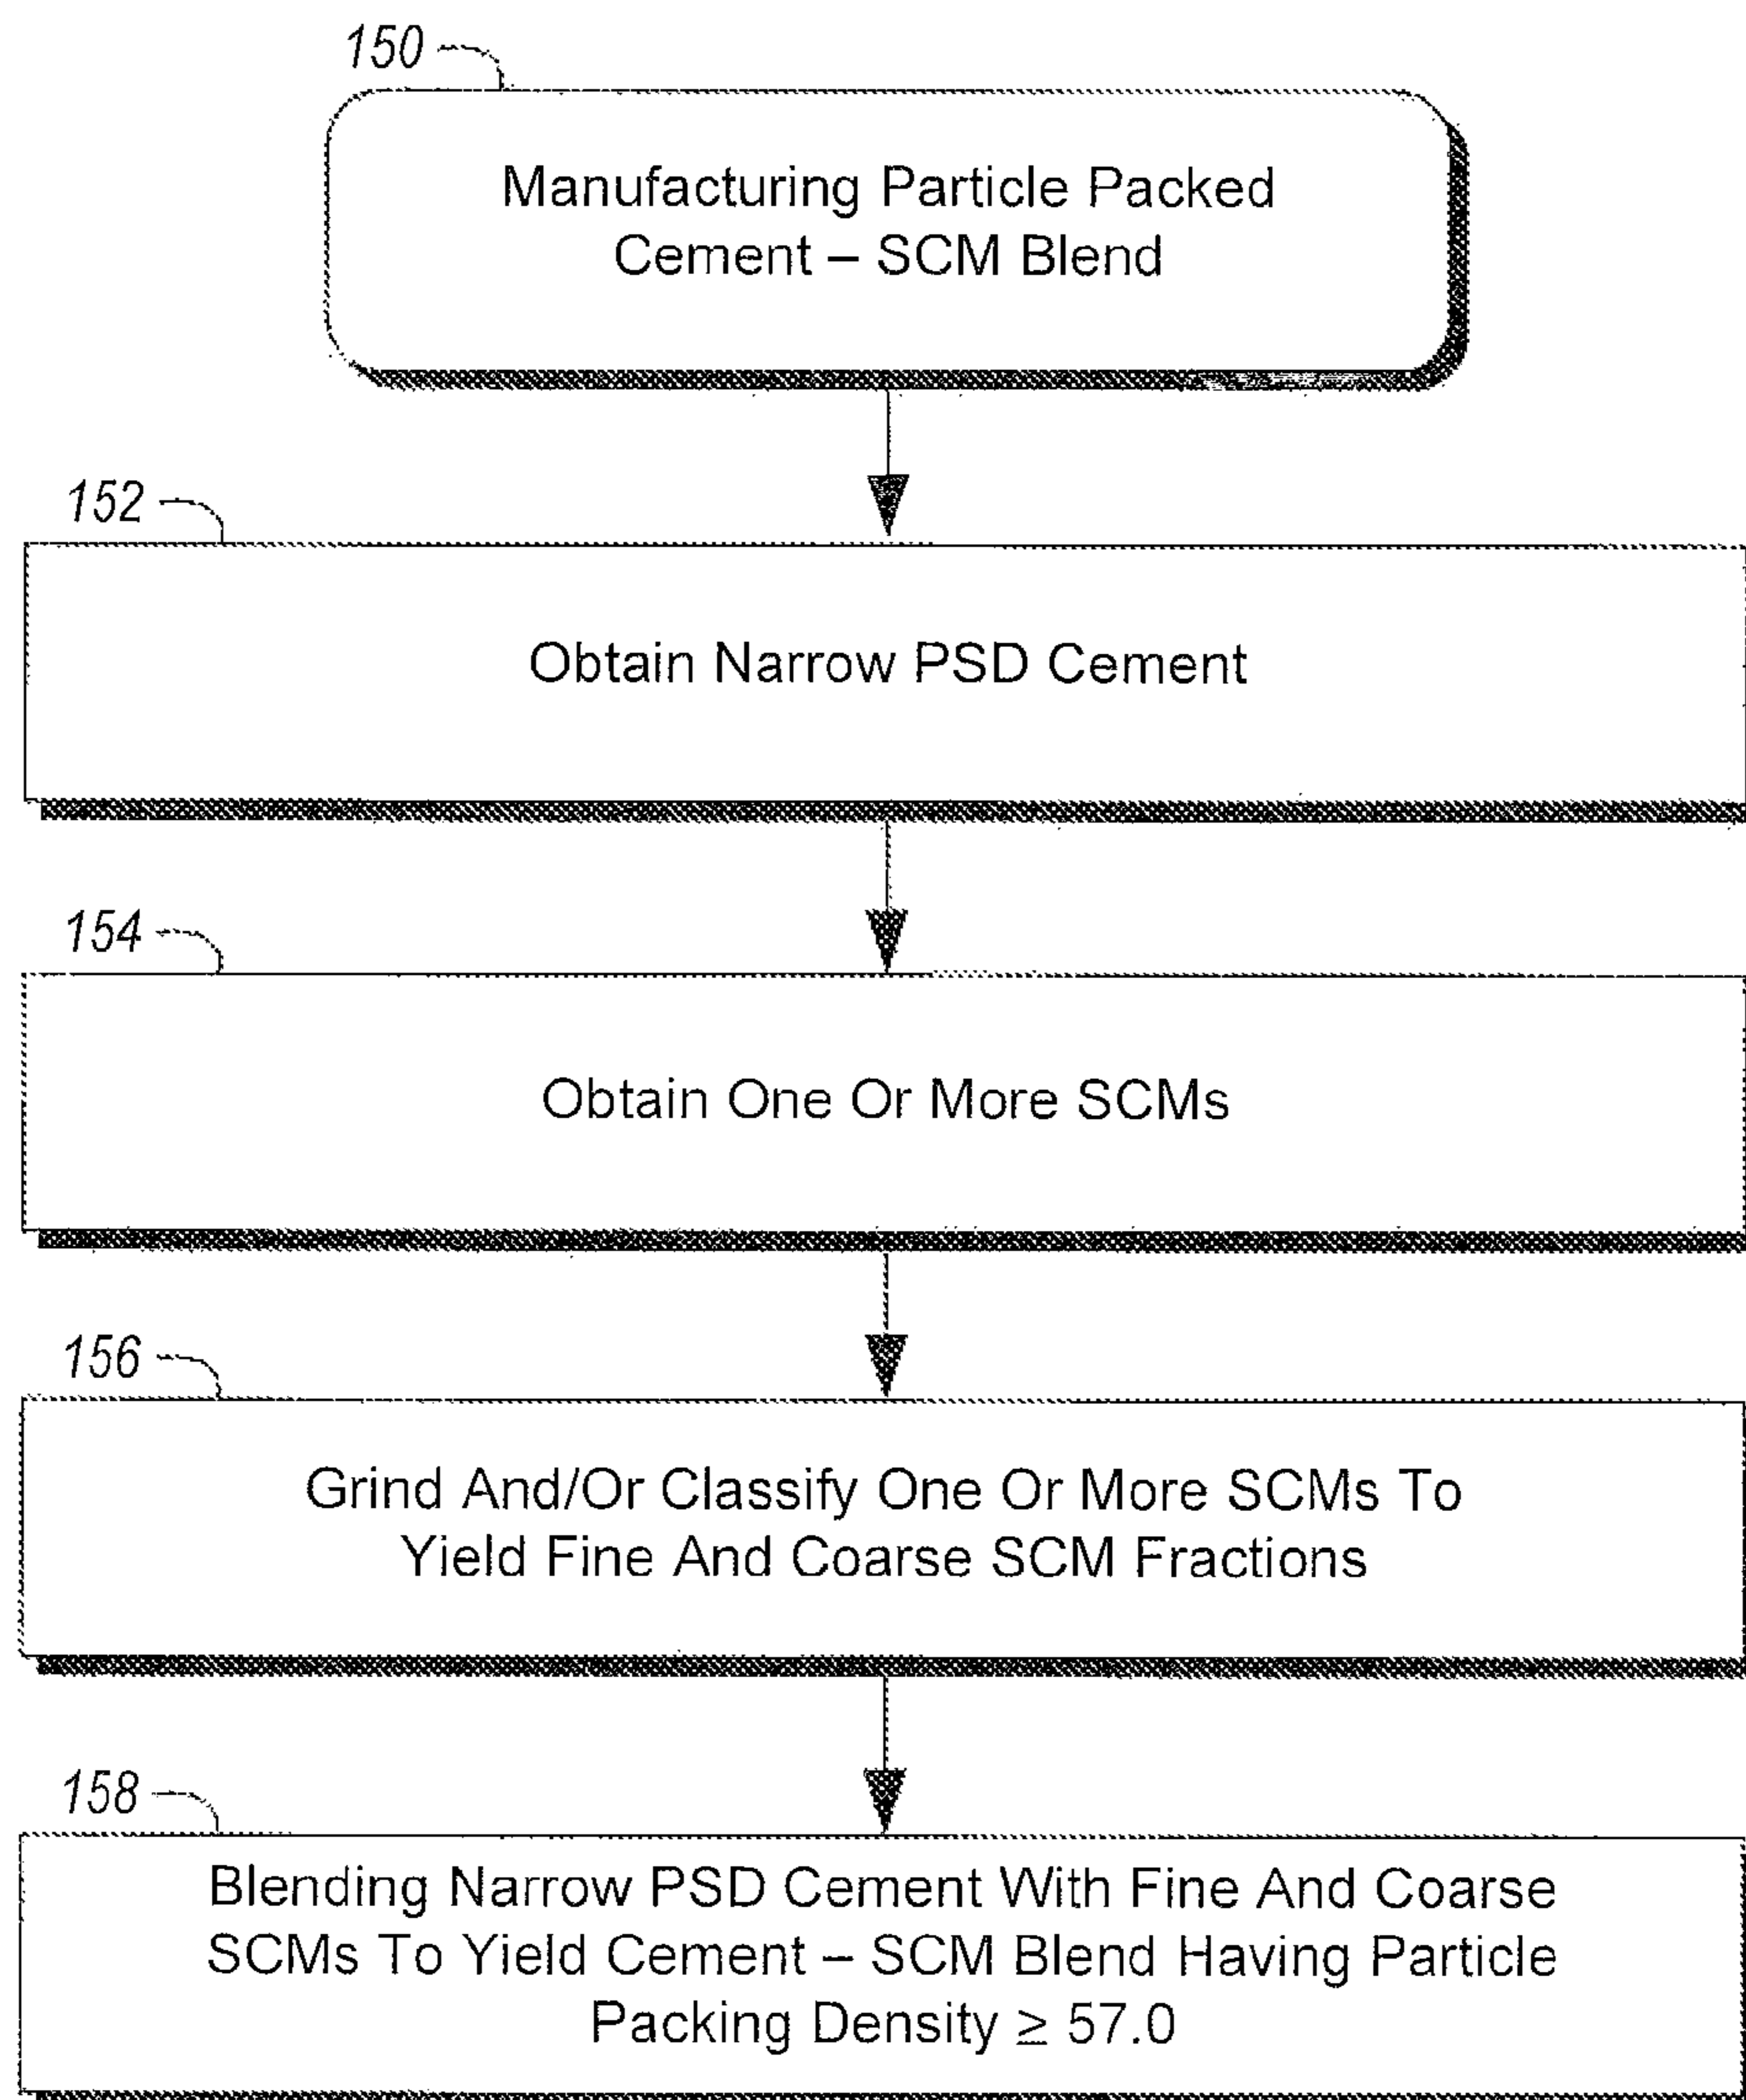 150
Manufacturing Particle Packed
Cement – SCM Blend
152
Obtain Narrow PSD Cement
154
Obtain One Or More SCMs
156
Grind And/Or Classify One Or More SCMs To
Yield Fine And Coarse SCM Fractions
158
Blending Narrow PSD Cement With Fine And Coarse
SCMs To Yield Cement – SCM Blend Having Particle
Packing Density ≥ 57.0